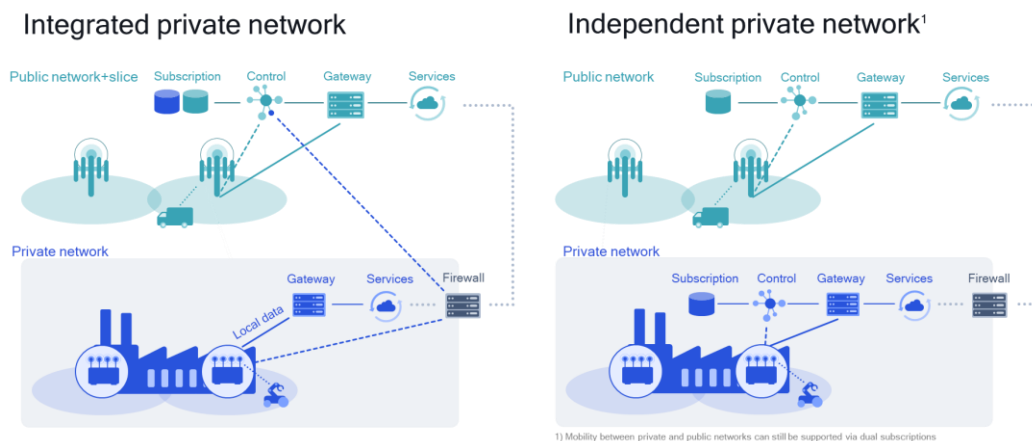 Integrated private network
Public network+slice
Subscription
Control
Gateway
Services
Private network
Gateway
Services
Firewall
Local data
Independent private network1
Public network
Subscription
Control
Gateway
Services
Private network
Subscription
Control
Gateway
Services
Firewall
1) Mobility between private and public networks can still be supported via dual subscriptions